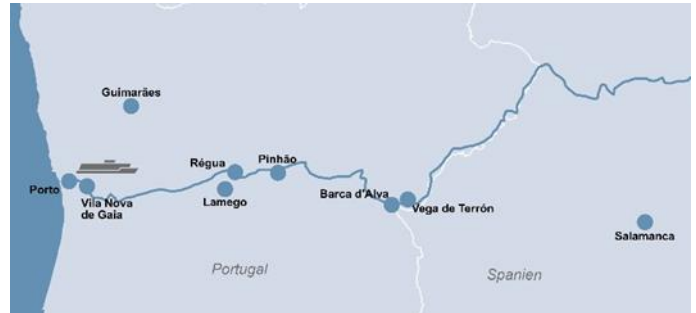 Guimarães
Porto
Vila Nova
de Gaia
Régua
Pinhão
Lamego
Barca d'Alva
Vega de Terrón
Salamanca
Portugal
Spanien